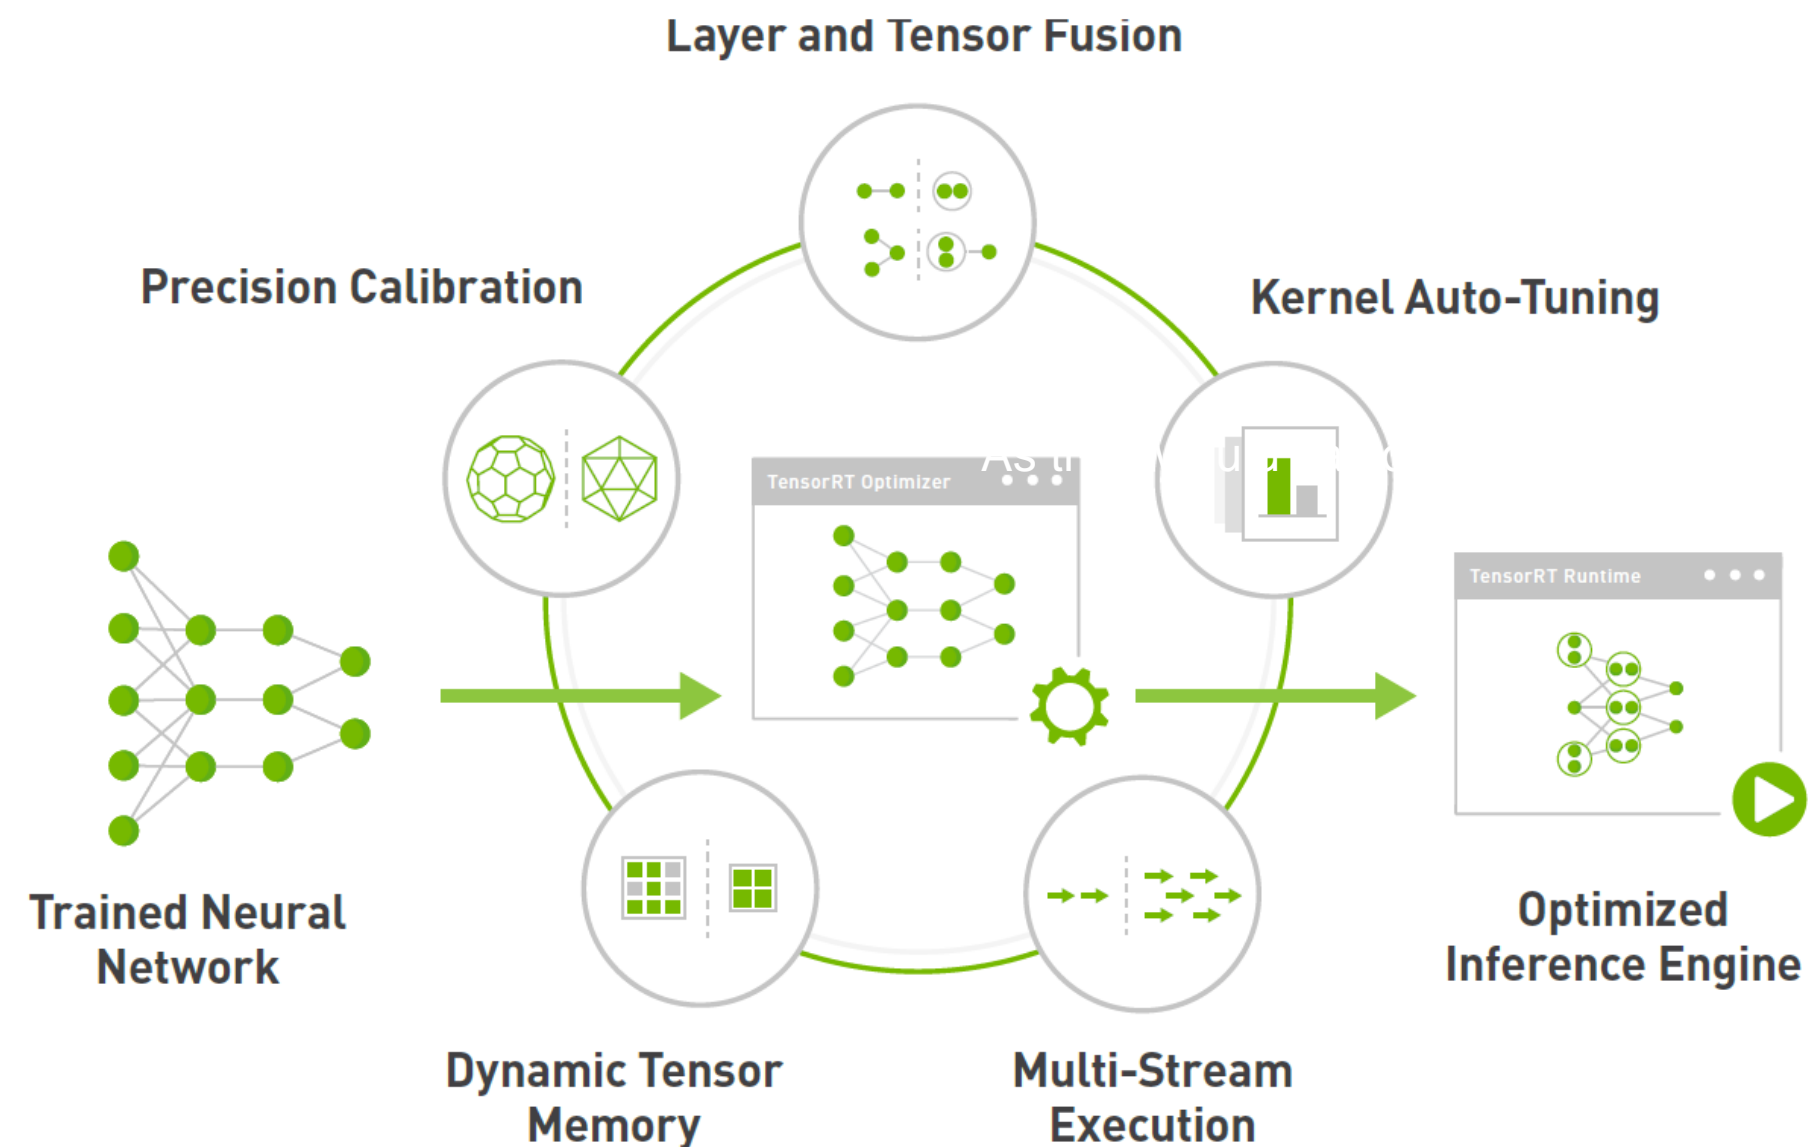 Layer and Tensor Fusion
Precision Calibration
Kernel Auto-Tuning
TensorRT Optimizer
As
TensorRT Runtime
Trained Neural
Network
Optimized
Inference Engine
Dynamic Tensor
Memory
Multi-Stream
Execution